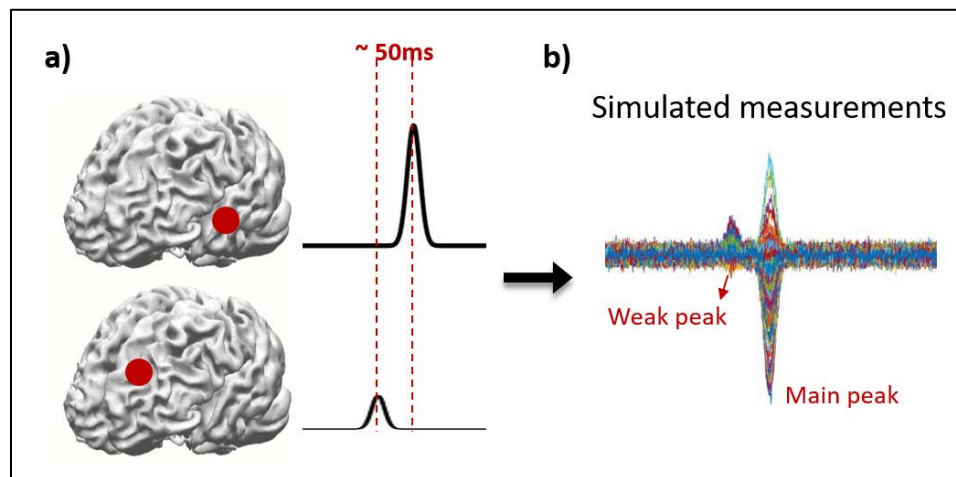 a)
~ 50ms
b)
Simulated measurements
Weak peak
Main peak